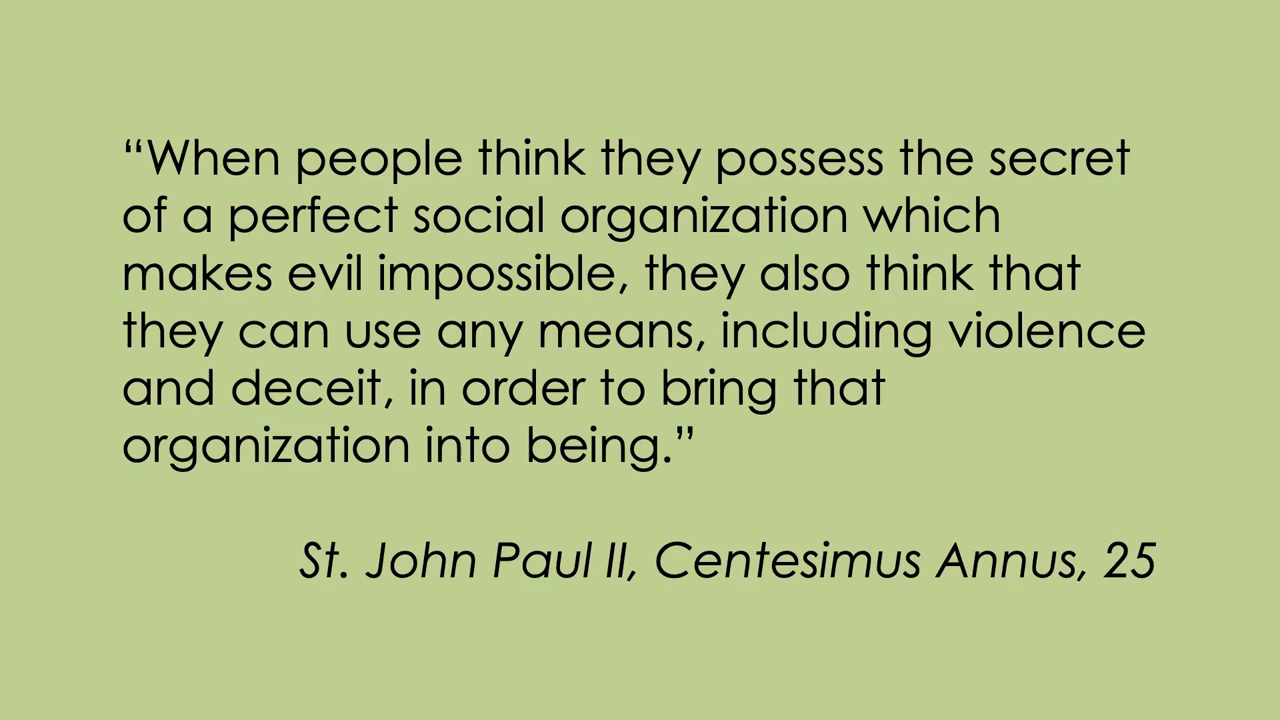 “When people think they possess the secret
of a perfect social organization which
makes evil impossible, they also think that
they can use any means, including violence
and deceit, in order to bring that
organization into being.”
St. John Paul II, Centesimus Annus, 25